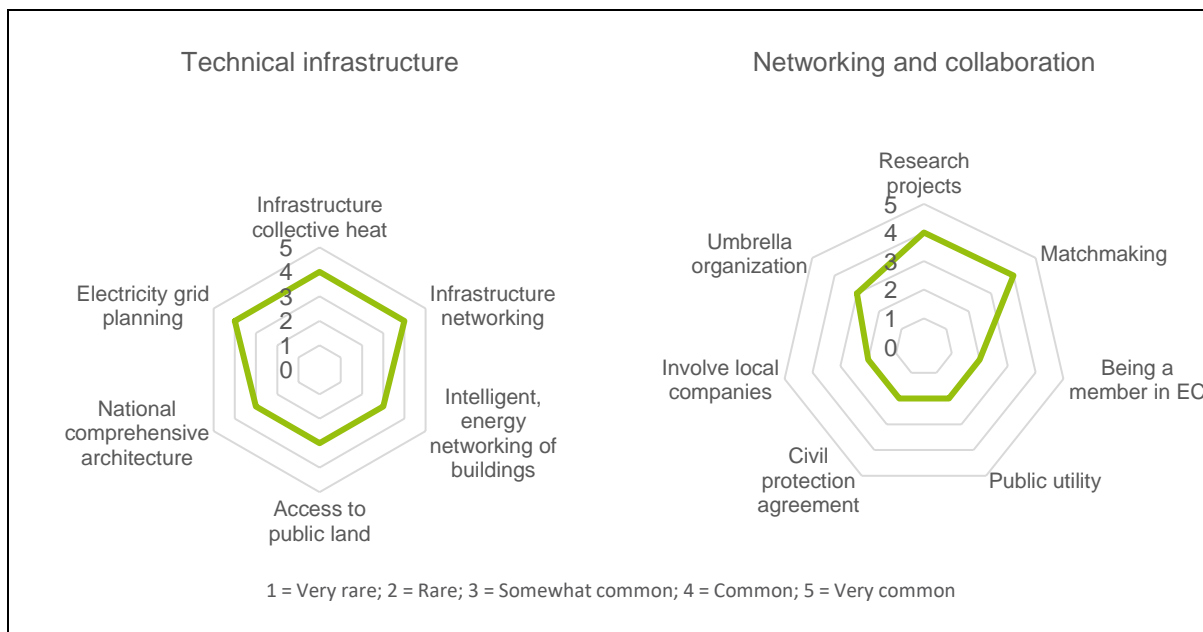 Technical infrastructure
Infrastructure
collective heat
5
4
3
2
1
0
Infrastructure
networking
Intelligent,
energy
networking of
buildings
Access to
public land
National
comprehensive
architecture
Electricity grid
planning
Networking and collaboration
Research
projects
5
4
3
2
1
0
Matchmaking
Being a
member in EC
Public utility
Civil
protection
agreement
Involve local
companies
Umbrella
organization
1 = Very rare; 2 = Rare; 3 = Somewhat common; 4 = Common; 5 = Very common